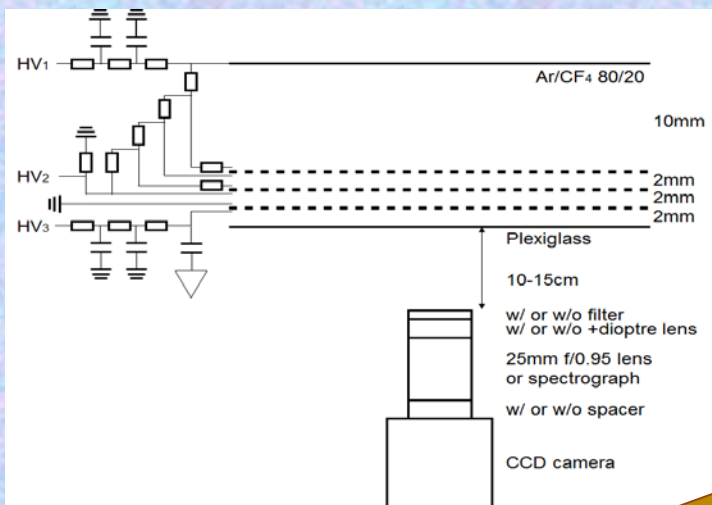 HV1
Ar/CF4 80/20
10mm
HV2
2mm
2mm
2mm
HV3
Plexiglass
10-15cm
w/ or w/o filter
w/ or w/o +dioptre lens
25mm f/0.95 lens
or spectrograph
w/ or w/o spacer
CCD camera